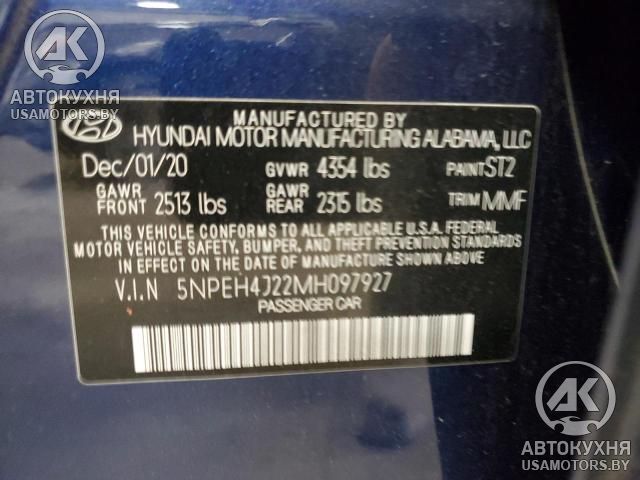 AK
АВТОКУХНЯ
USAMOTORS.BY
MANUFACTURED BY
HYUNDAI MOTOR MANUFACTURING ALABAMA, LLC
Dec/01/20 GVWR 4354 lbs PAINT ST2
GAWR FRONT 2513 lbs GAWR REAR 2315 lbs TRIM MMF
THIS VEHICLE CONFORMS TO ALL APPLICABLE U.S.A. FEDERAL
MOTOR VEHICLE SAFETY, BUMPER, AND THEFT PREVENTION STANDARDS
IN EFFECT ON THE DATE OF MANUFACTURE SHOWN ABOVE.
V.I.N 5NPEH4J22MH097927
PASSENGER CAR
AK
АВТОКУХНЯ
USAMOTORS.BY